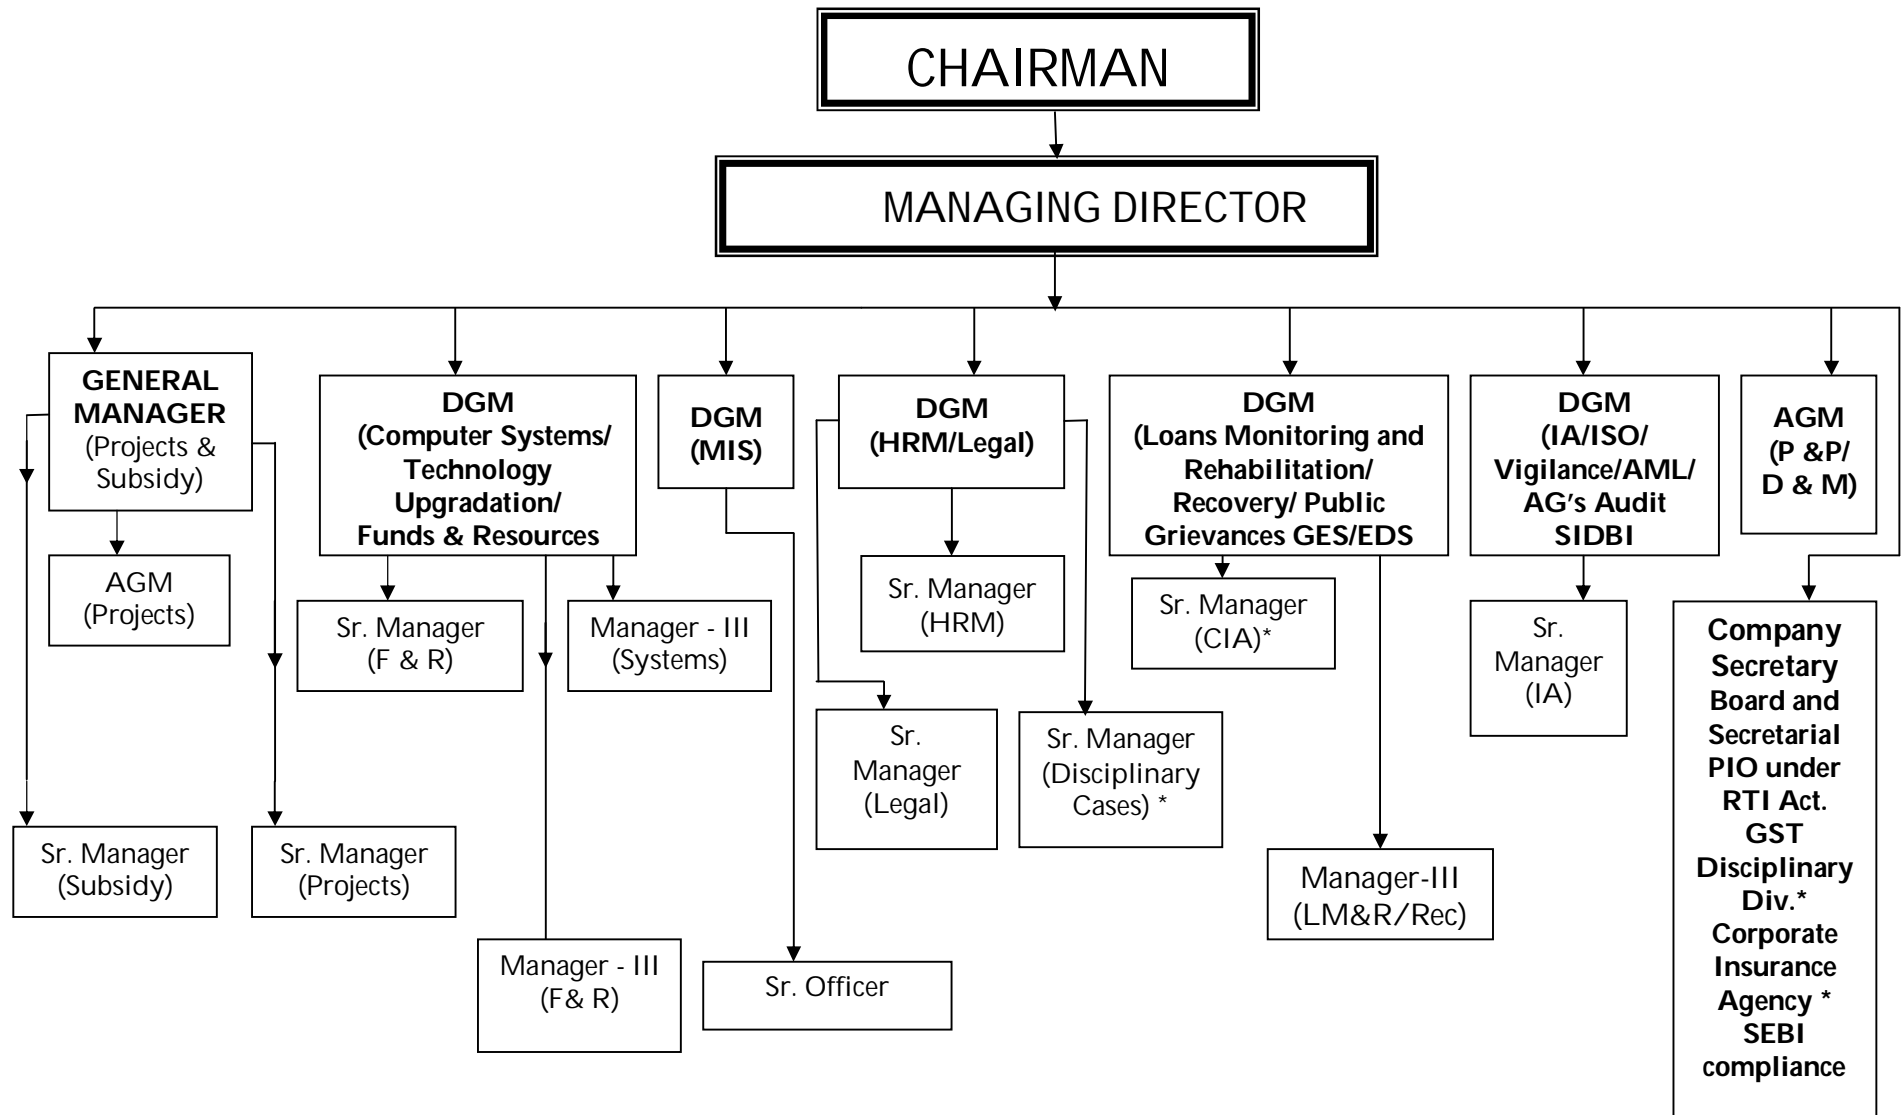 CHAIRMAN
MANAGING DIRECTOR
GENERAL
MANAGER
(Projects &
Subsidy)
DGM
(Computer Systems/
Technology
Upgradation/
Funds & Resources
DGM
(MIS)
DGM
(HRM/Legal)
DGM
(Loans Monitoring and
Rehabilitation/
Recovery/ Public
Grievances GES/EDS
DGM
(IA/ISO/
Vigilance/AML/
AG’s Audit
SIDBI
AGM
(P &P/
D & M)
AGM
(Projects)
Sr. Manager
(F & R)
Manager - III
(Systems)
Sr. Manager
(HRM)
Sr. Manager
(CIA)*
Sr.
Manager
(IA)
Company
Secretary
Board and
Secretarial
PIO under
RTI Act.
GST
Disciplinary
Div.*
Corporate
Insurance
Agency *
SEBI
compliance
Sr.
Manager
(Legal)
Sr. Manager
(Disciplinary
Cases) *
Sr. Manager
(Subsidy)
Sr. Manager
(Projects)
Manager-III
(LM&R/Rec)
Manager - III
(F& R)
Sr. Officer